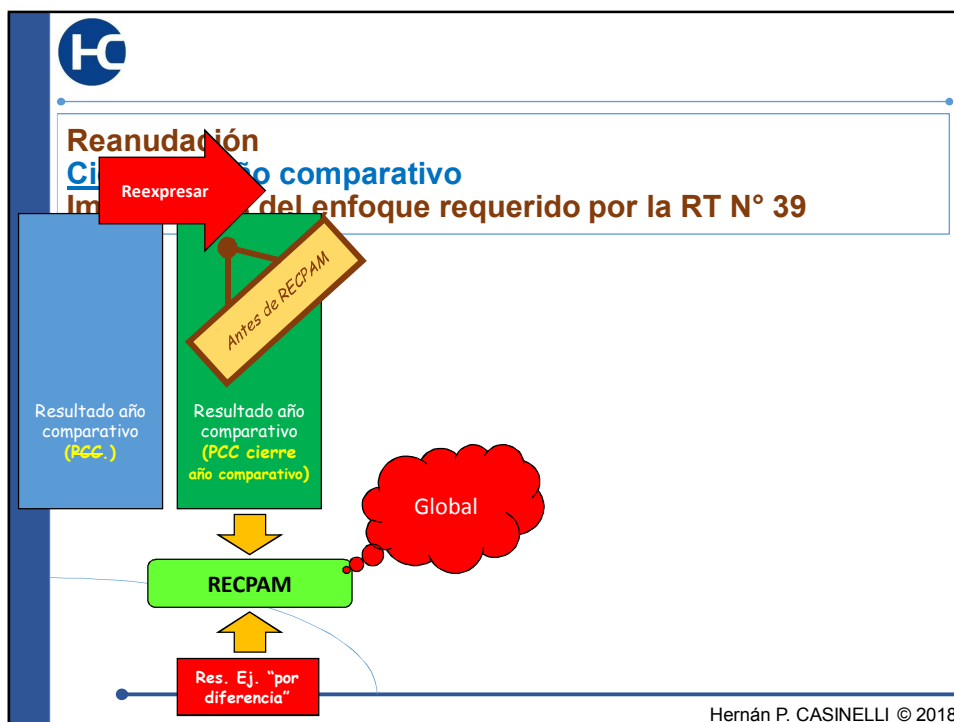 Reanudación
Ci ño comparativo
Im del enfoque requerido por la RT N° 39
Reexpresar
Antes de RECPAM
Resultado año
comparativo
(PCC.)
Resultado año
comparativo
(PCC cierre
año comparativo)
Global
RECPAM
Res. Ej. “por
diferencia”
Hernán P. CASINELLI © 2018